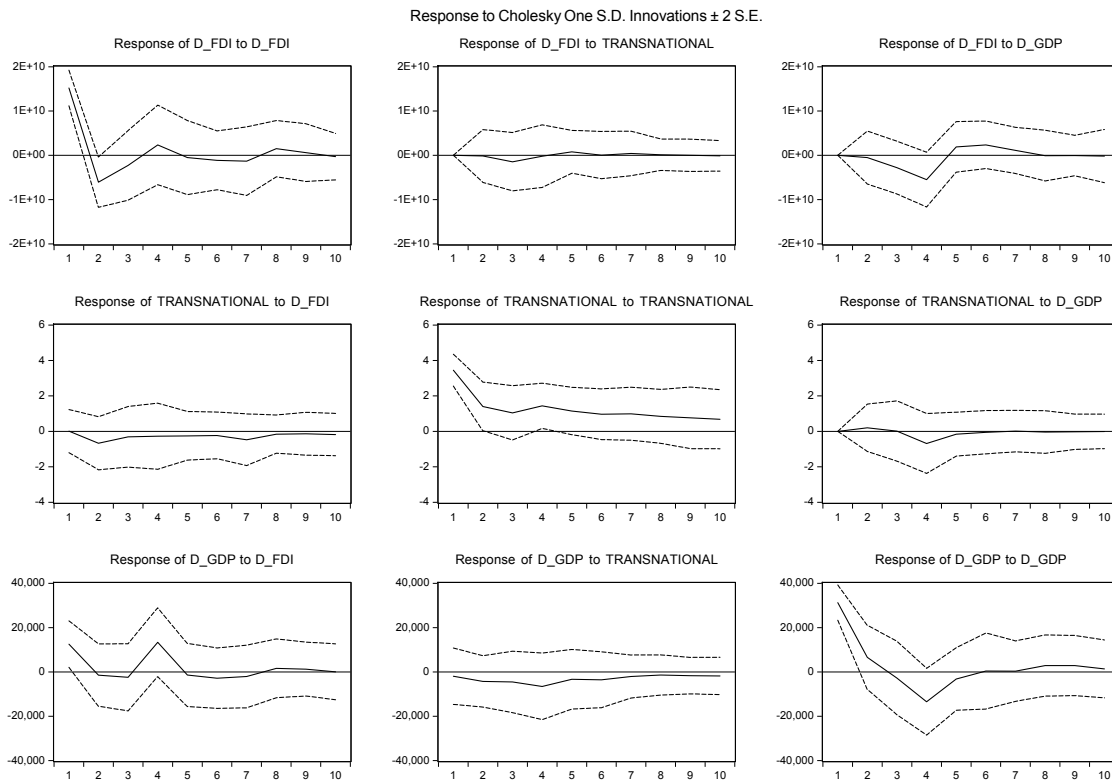 Response to Cholesky One S.D. Innovations ± 2 S.E.
Response of D_FDI to D_FDI
2E+10
1E+10
0E+00
-1E+10
-2E+10
1 2 3 4 5 6 7 8 9 10
Response of D_FDI to TRANSNATIONAL
2E+10
1E+10
0E+00
-1E+10
-2E+10
1 2 3 4 5 6 7 8 9 10
Response of D_FDI to D_GDP
2E+10
1E+10
0E+00
-1E+10
-2E+10
1 2 3 4 5 6 7 8 9 10
Response of TRANSNATIONAL to D_FDI
6
4
2
0
-2
-4
1 2 3 4 5 6 7 8 9 10
Response of TRANSNATIONAL to TRANSNATIONAL
6
4
2
0
-2
-4
1 2 3 4 5 6 7 8 9 10
Response of TRANSNATIONAL to D_GDP
6
4
2
0
-2
-4
1 2 3 4 5 6 7 8 9 10
Response of D_GDP to D_FDI
40,000
20,000
0
-20,000
-40,000
1 2 3 4 5 6 7 8 9 10
Response of D_GDP to TRANSNATIONAL
40,000
20,000
0
-20,000
-40,000
1 2 3 4 5 6 7 8 9 10
Response of D_GDP to D_GDP
40,000
20,000
0
-20,000
-40,000
1 2 3 4 5 6 7 8 9 10